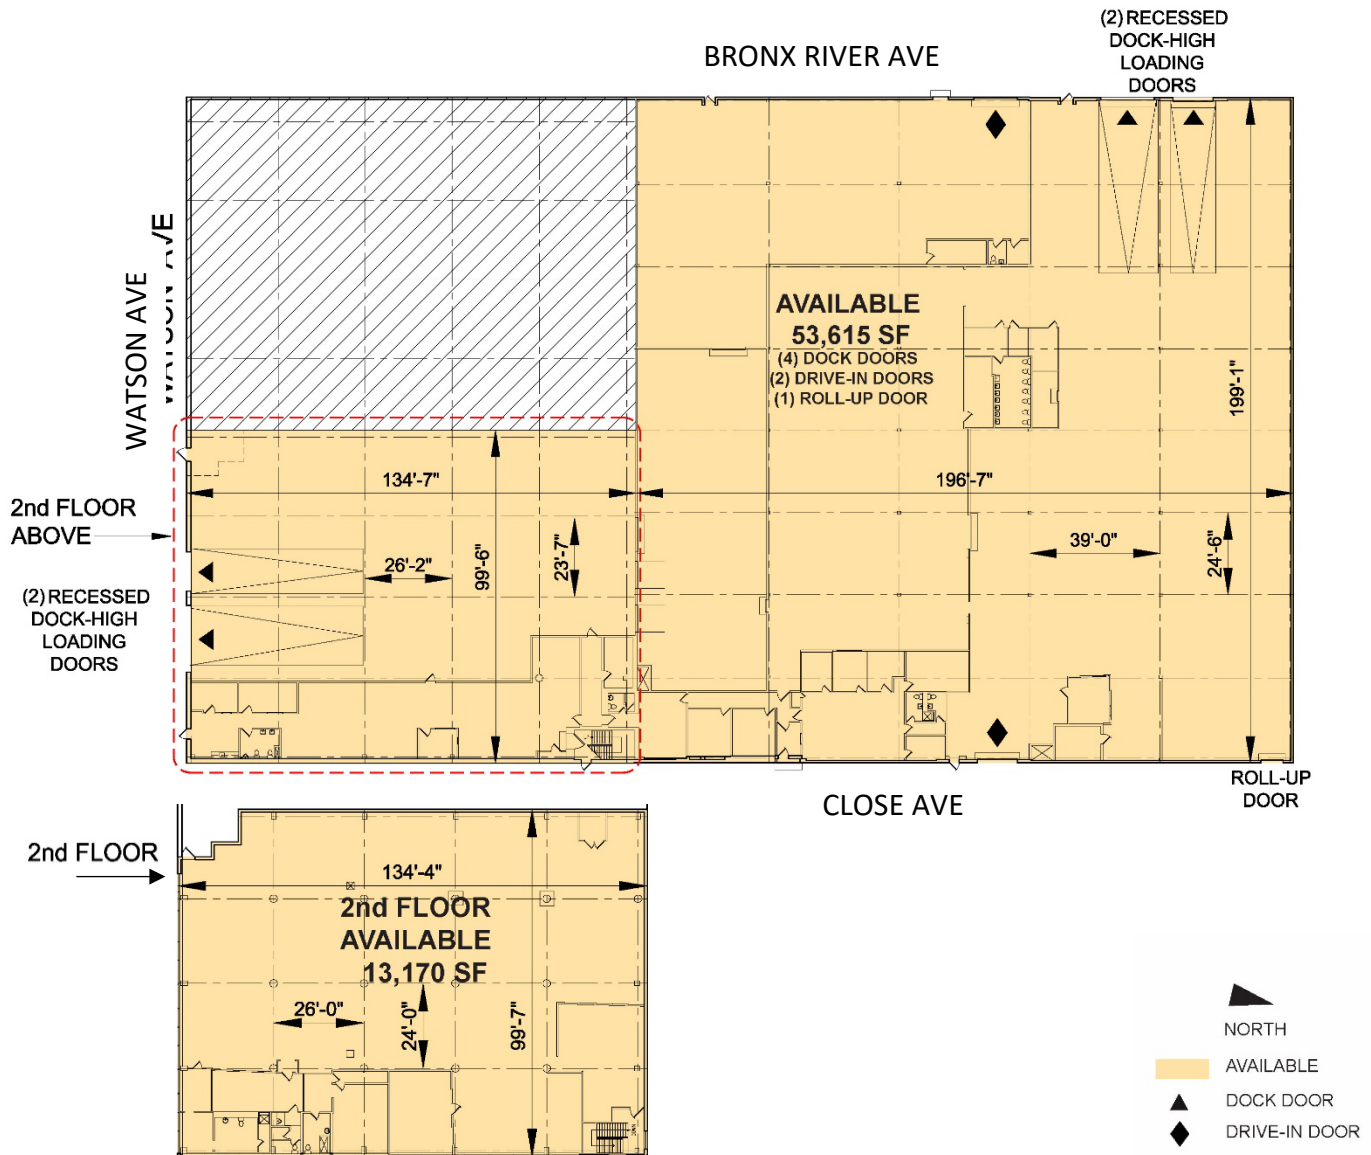 (2) RECESSED
DOCK-HIGH
LOADING
DOORS
BRONX RIVER AVE
WATSON AVE
WATSON AVE
AVAILABLE
53,615 SF
(4) DOCK DOORS
(2) DRIVE-IN DOORS
(1) ROLL-UP DOOR
199'-1"
134'-7"
196'-7"
2nd FLOOR
ABOVE
26'-2"
99'-6"
23'-7"
39'-0"
24'-6"
(2) RECESSED
DOCK-HIGH
LOADING
DOORS
ROLL-UP
DOOR
CLOSE AVE
2nd FLOOR
134'-4"
2nd FLOOR
AVAILABLE
13,170 SF
26'-0"
24'-0"
99'-7"
NORTH
AVAILABLE
DOCK DOOR
DRIVE-IN DOOR